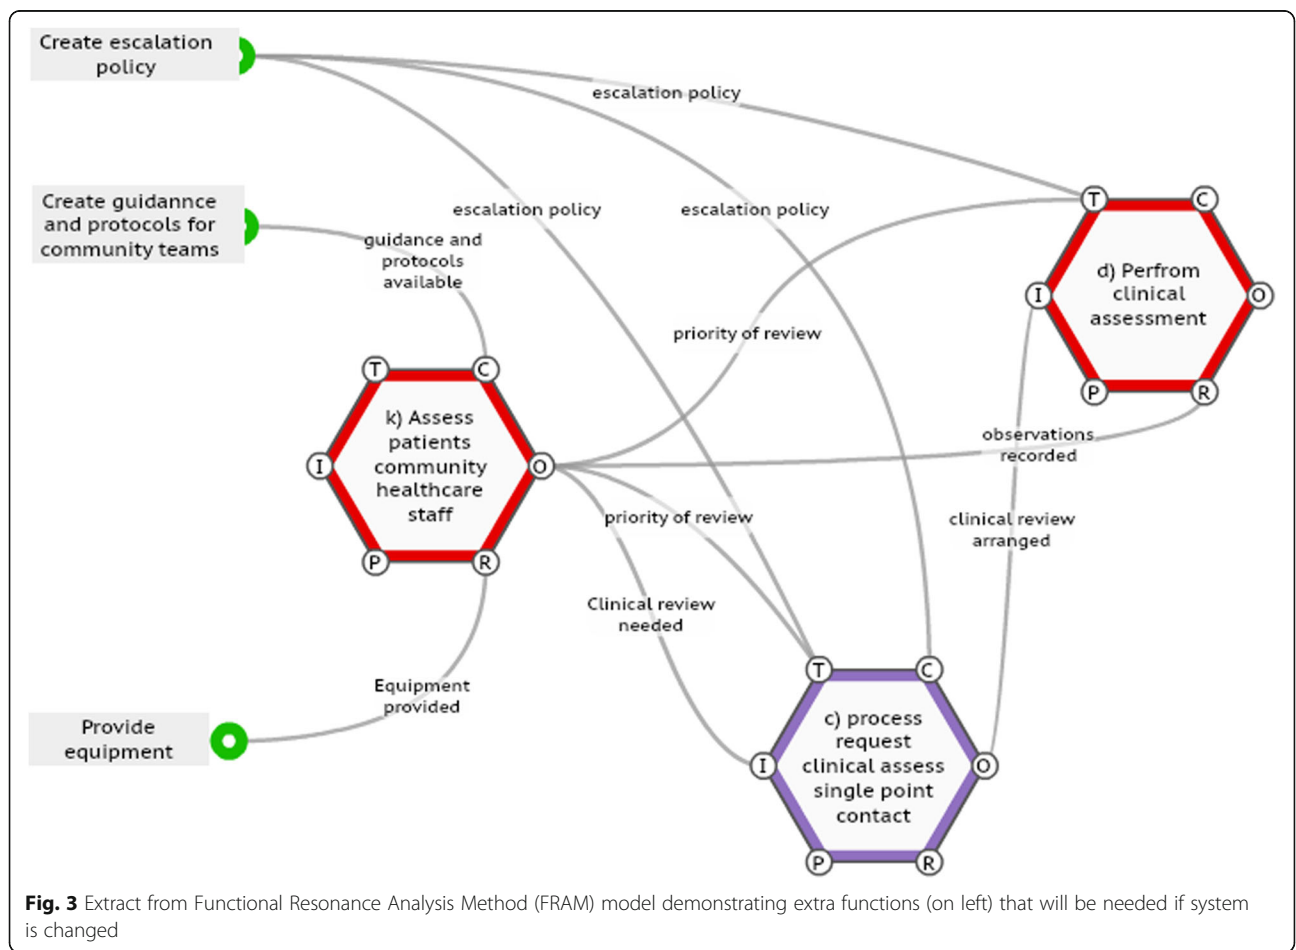 Create escalation
policy
escalation policy
Create guidannce
and protocols for
community teams
escalation policy
escalation policy
guidance and
protocols
available
T
C
d) Perfrom
clinical
assessment
I
O
P
R
priority of review
T
C
k) Assess
patients
community
healthcare
staff
I
O
P
R
observations
recorded
priority of review
clinical review
arranged
Clinical review
needed
Equipment
provided
Provide
equipment
T
C
c) process
request
clinical assess
single point
contact
I
O
P
R
Fig. 3 Extract from Functional Resonance Analysis Method (FRAM) model demonstrating extra functions (on left) that will be needed if system
is changed